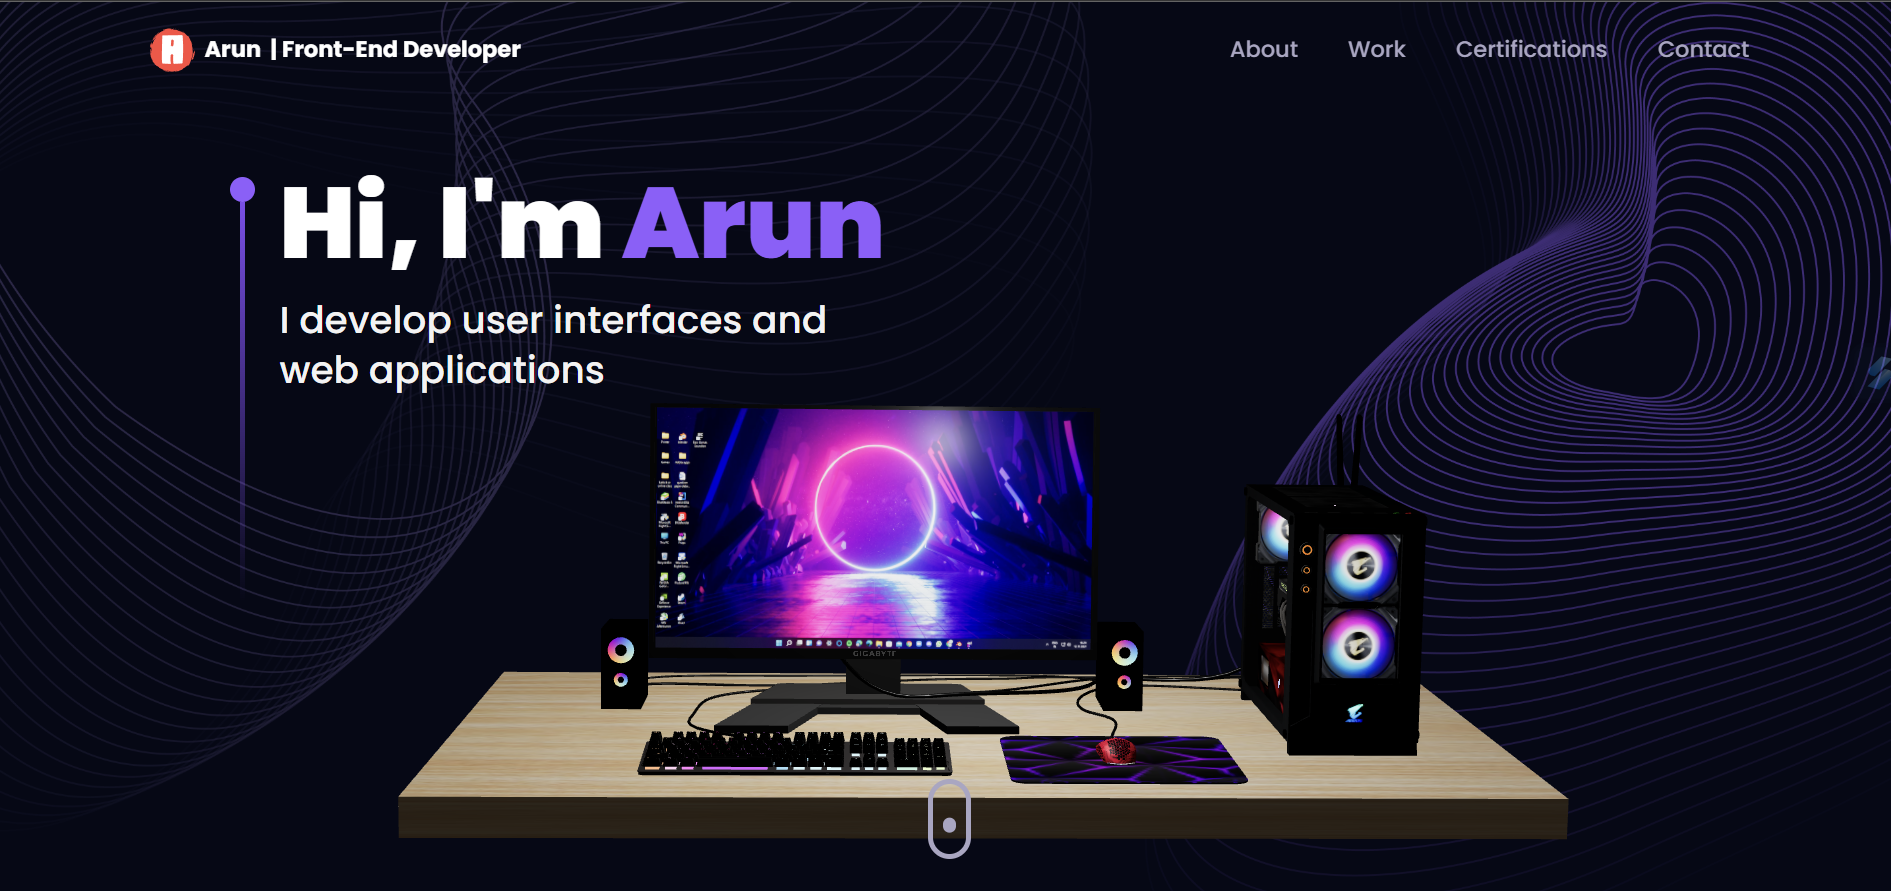 A Arun | Front-End Developer
About Work Certifications Contact
Hi, I'm Arun
I develop user interfaces and
web applications
GIGABYTE